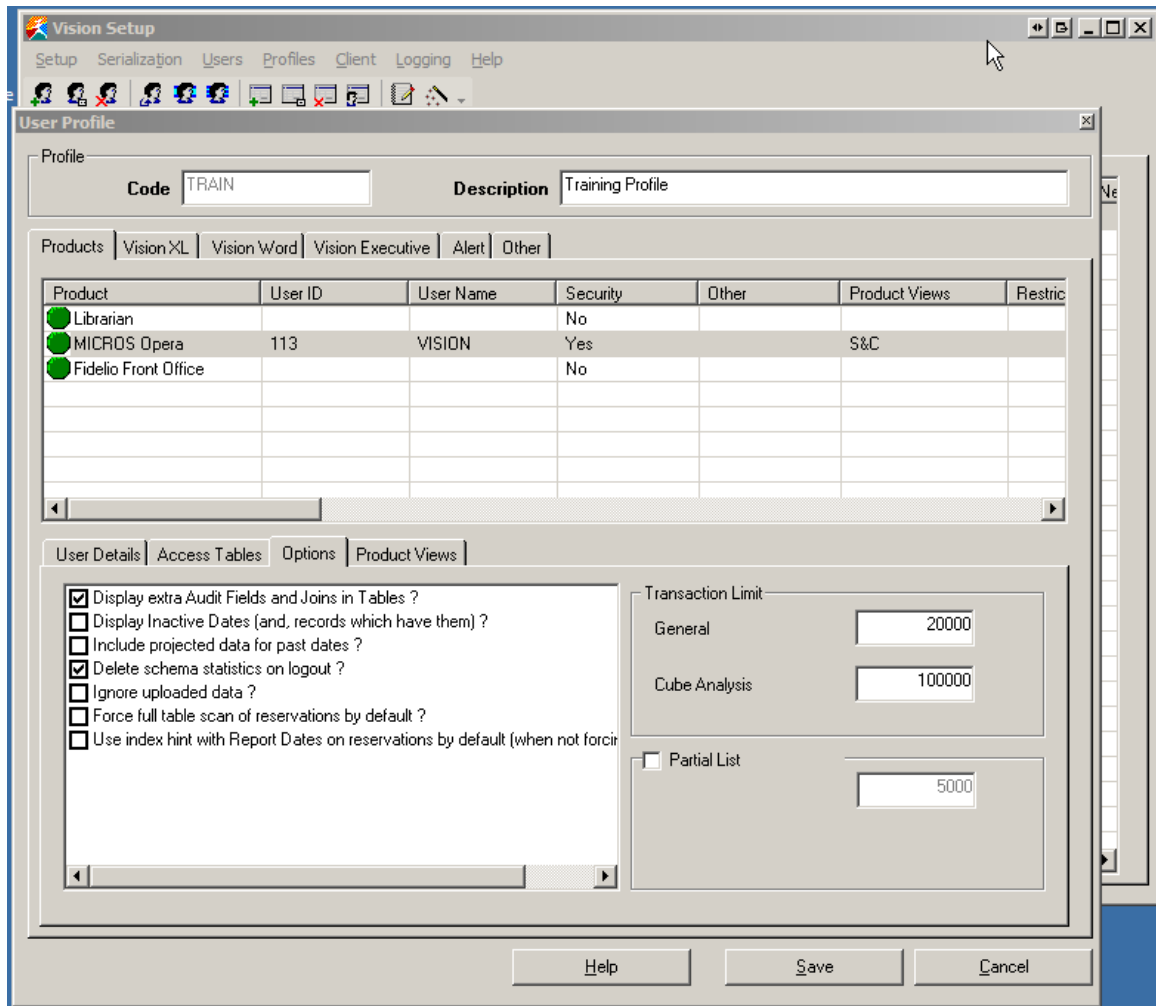 Vision Setup
Setup Serialization Users Profiles Client Logging Help
e
User Profile
Profile
Code TRAIN Description Training Profile
Ne
Products Vision XL Vision Word Vision Executive Alert Other
Product User ID User Name Security Other Product Views Restric
Librarian No
MICROS Opera 113 VISION Yes S&C
Fidelio Front Office No
User Details Access Tables Options Product Views
Display extra Audit Fields and Joins in Tables ?
Display Inactive Dates (and, records which have them) ?
Include projected data for past dates ?
Delete schema statistics on logout ?
Ignore uploaded data ?
Force full table scan of reservations by default ?
Use index hint with Report Dates on reservations by default (when not forcin
Transaction Limit
General 20000
Cube Analysis 100000
Partial List
5000
Help Save Cancel